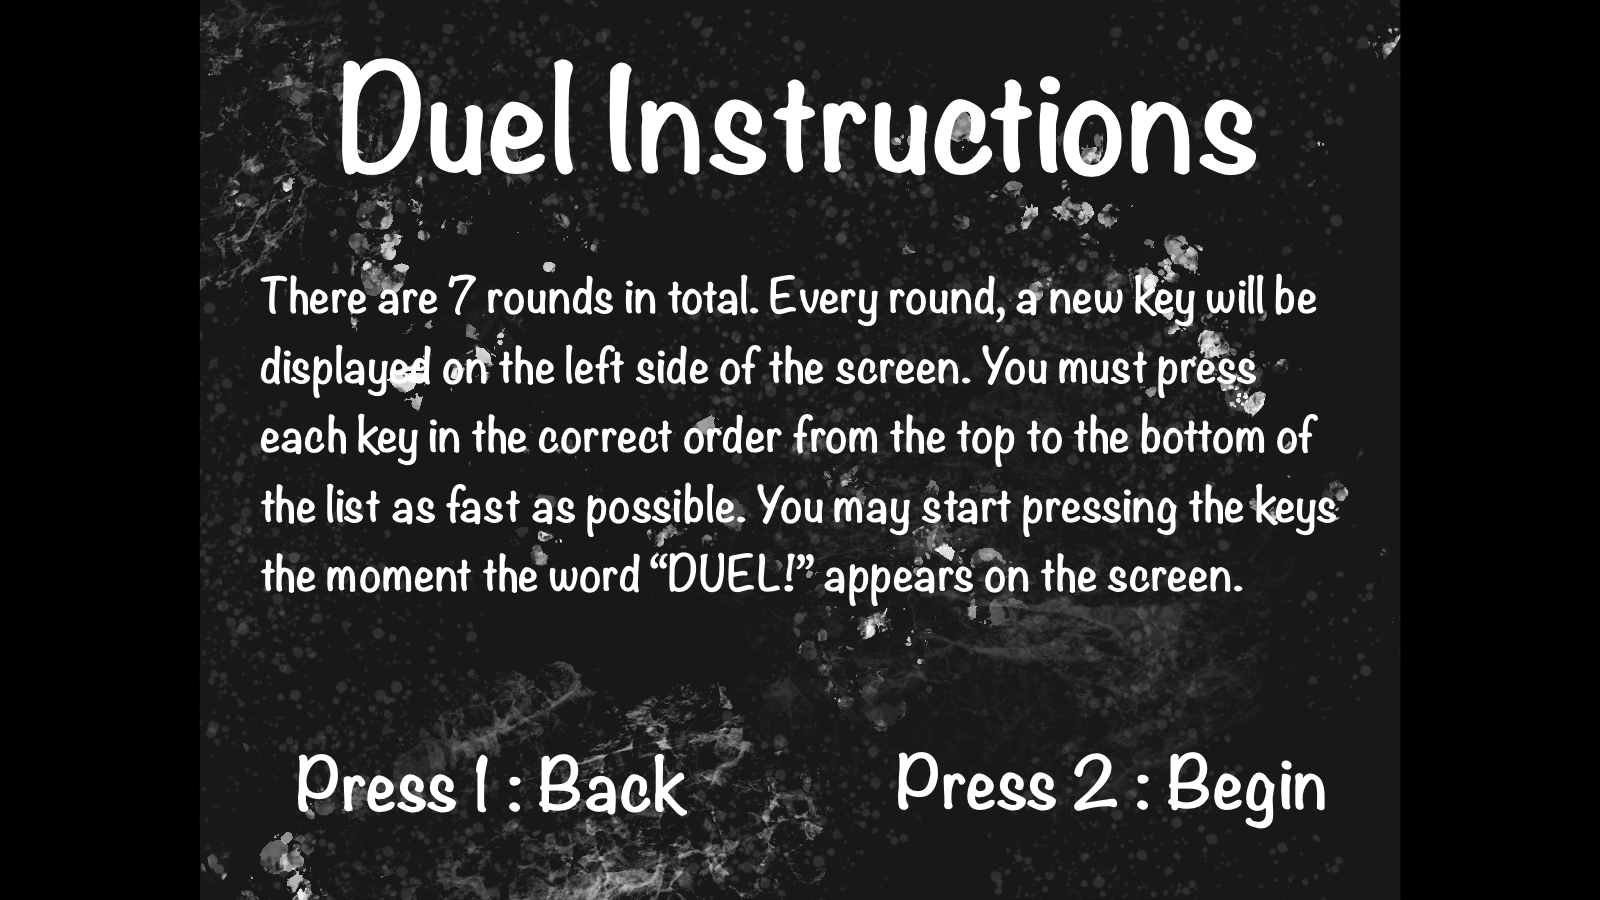 Duel Instructions
There are 7 rounds in total. Every round, a new key will be
displayed on the left side of the screen. You must press
each key in the correct order from the top to the bottom of
the list as fast as possible. You may start pressing the keys
the moment the word “DUEL!” appears on the screen.
Press 1 : Back
Press 2 : Begin